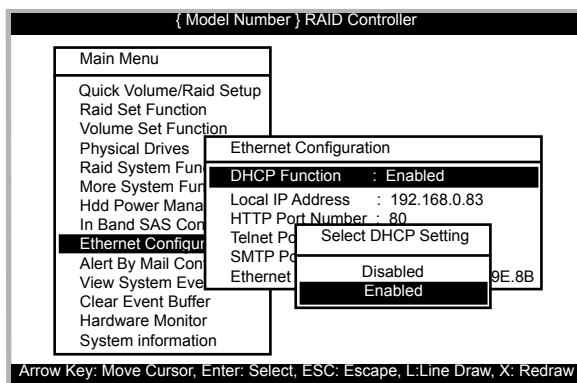 { Model Number } RAID Controller
Main Menu
Quick Volume/Raid Setup
Raid Set Function
Volume Set Function
Physical Drives
Raid System Fun
More System Fun
Hdd Power Mana
In Band SAS Con
Ethernet Configur
Alert By Mail Con
View System Eve
Clear Event Buffer
Hardware Monitor
System information
Ethernet Configuration
DHCP Function : Enabled
Local IP Address : 192.168.0.83
HTTP Port Number : 80
Telnet Po
SMTP Po
Ethernet 9E.8B
Select DHCP Setting
Disabled
Enabled
Arrow Key: Move Cursor, Enter: Select, ESC: Escape, L:Line Draw, X: Redraw